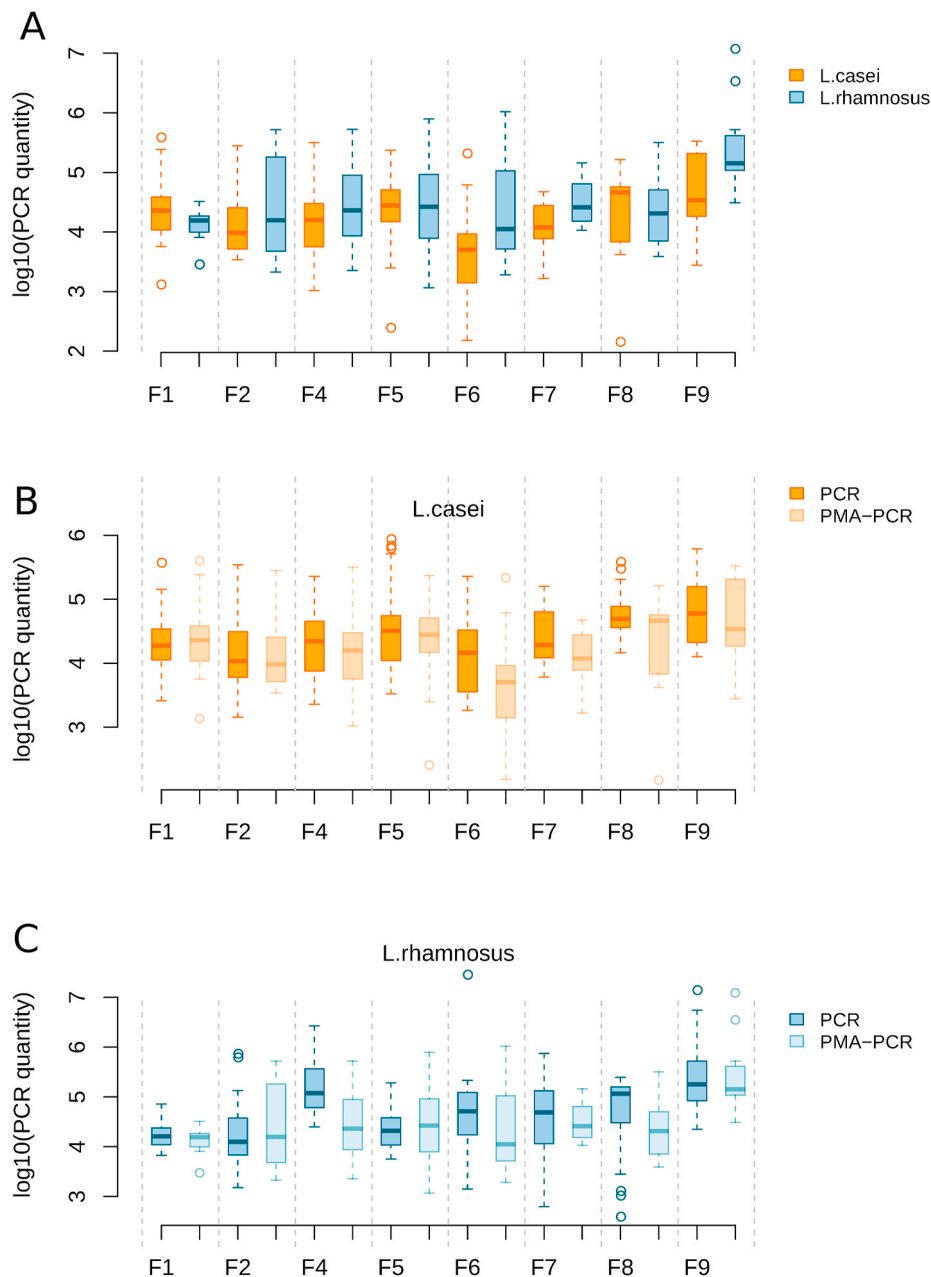 A
log10(PCR quantity)
7
6
5
4
3
2
F1 F2 F4 F5 F6 F7 F8 F9
L.casei
L.rhamnosus
B
L.casei
log10(PCR quantity)
6
5
4
3
F1 F2 F4 F5 F6 F7 F8 F9
PCR
PMA−PCR
C
L.rhamnosus
log10(PCR quantity)
7
6
5
4
3
F1 F2 F4 F5 F6 F7 F8 F9
PCR
PMA−PCR